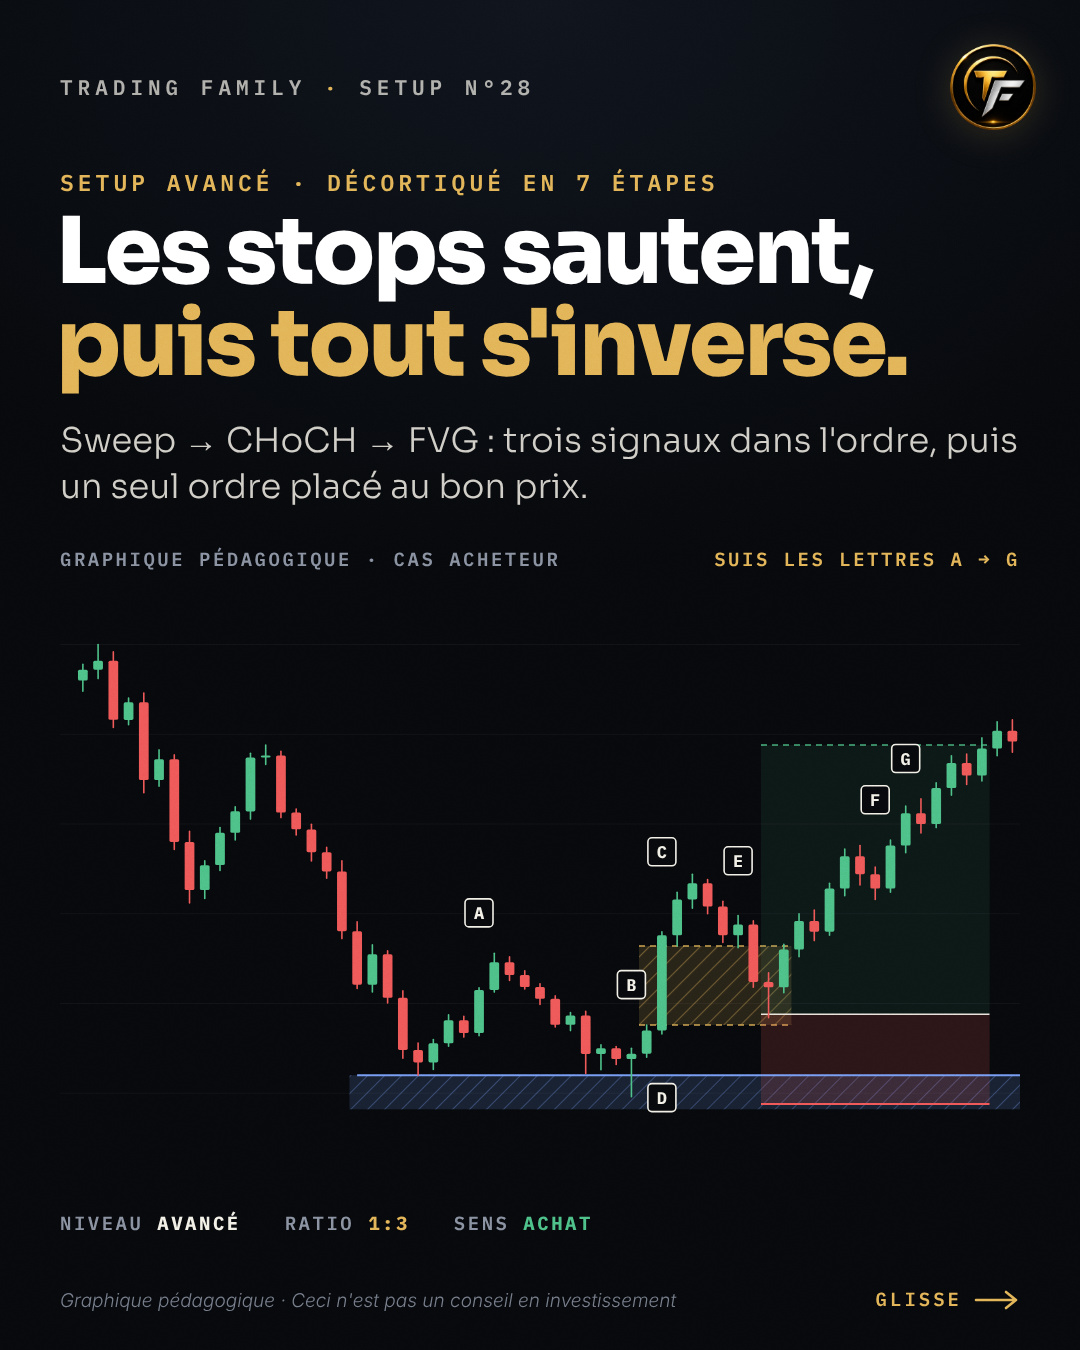 TRADING FAMILY · SETUP N°28
TF
SETUP AVANCÉ · DÉCORTIQUÉ EN 7 ÉTAPES
Les stops sautent,
puis tout s'inverse.
Sweep → CHoCH → FVG : trois signaux dans l'ordre, puis
un seul ordre placé au bon prix.
GRAPHIQUE PÉDAGOGIQUE · CAS ACHETEUR
SUIS LES LETTRES A → G
G
F
C
E
A
B
D
NIVEAU AVANCÉ RATIO 1:3 SENS ACHAT
Graphique pédagogique · Ceci n'est pas un conseil en investissement
GLISSE →